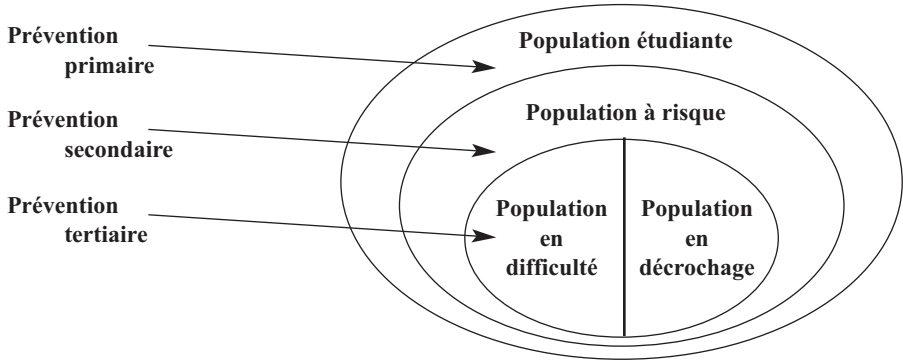 Prévention
primaire
Population étudiante
Prévention
secondaire
Population à risque
Prévention
tertiaire
Population
en
difficulté
Population
en
décrochage